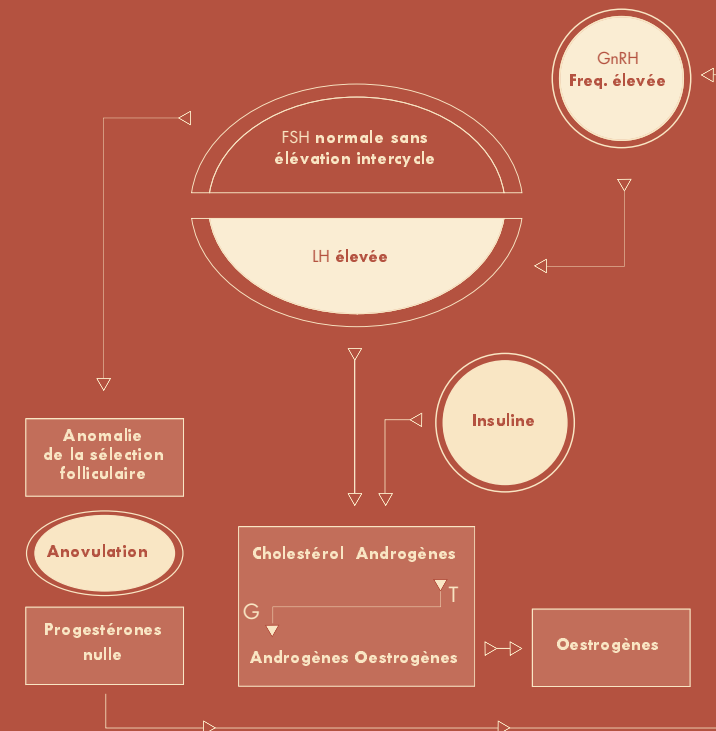 GnRH
Freq. élevée
FSH normale sans
élévation intercycle
LH élevée
Insuline
Anomalie
de la sélection
folliculaire
Anovulation
Progestérones
nulle
Cholestérol Androgènes
T
G
Androgènes Oestrogènes
Oestrogènes